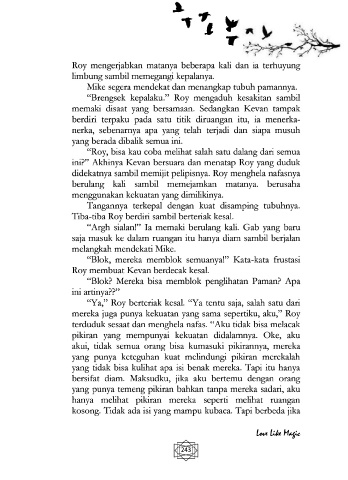 Roy mengerjabkan matanya beberapa kali dan ia terhuyung
limbung sambil memegangi kepalanya.
Mike segera mendekat dan menangkap tubuh pamannya.
“Brengsek kepalaku.” Roy mengaduh kesakitan sambil
memaki disaat yang bersamaan. Sedangkan Kevan tampak
berdiri terpaku pada satu titik diruangan itu, ia menerka-
nerka, sebenarnya apa yang telah terjadi dan siapa musuh
yang berada dibalik semua ini.
“Roy, bisa kau coba melihat salah satu dalang dari semua
ini?” Akhinya Kevan bersuara dan menatap Roy yang duduk
didekatnya sambil memijit pelipisnya. Roy menghela nafasnya
berulang kali sambil memejamkan matanya. berusaha
menggunakan kekuatan yang dimilikinya.
Tangannya terkepal dengan kuat disamping tubuhnya.
Tiba-tiba Roy berdiri sambil berteriak kesal.
“Argh sialan!” Ia memaki berulang kali. Gab yang baru
saja masuk ke dalam ruangan itu hanya diam sambil berjalan
melangkah mendekati Mike.
“Blok, mereka memblok semuanya!” Kata-kata frustasi
Roy membuat Kevan berdecak kesal.
“Blok? Mereka bisa memblok penglihatan Paman? Apa
ini artinya??”
“Ya,” Roy berteriak kesal. “Ya tentu saja, salah satu dari
mereka juga punya kekuatan yang sama sepertiku, aku,” Roy
terduduk sesaat dan menghela nafas. “Aku tidak bisa melacak
pikiran yang mempunyai kekuatan didalamnya. Oke, aku
akui, tidak semua orang bisa kumasuki pikirannya, mereka
yang punya keteguhan kuat melindungi pikiran merekalah
yang tidak bisa kulihat apa isi benak mereka. Tapi itu hanya
bersifat diam. Maksudku, jika aku bertemu dengan orang
yang punya temeng pikiran bahkan tanpa mereka sadari, aku
hanya melihat pikiran mereka seperti melihat ruangan
kosong. Tidak ada isi yang mampu kubaca. Tapi berbeda jika
Love Like Magic
243